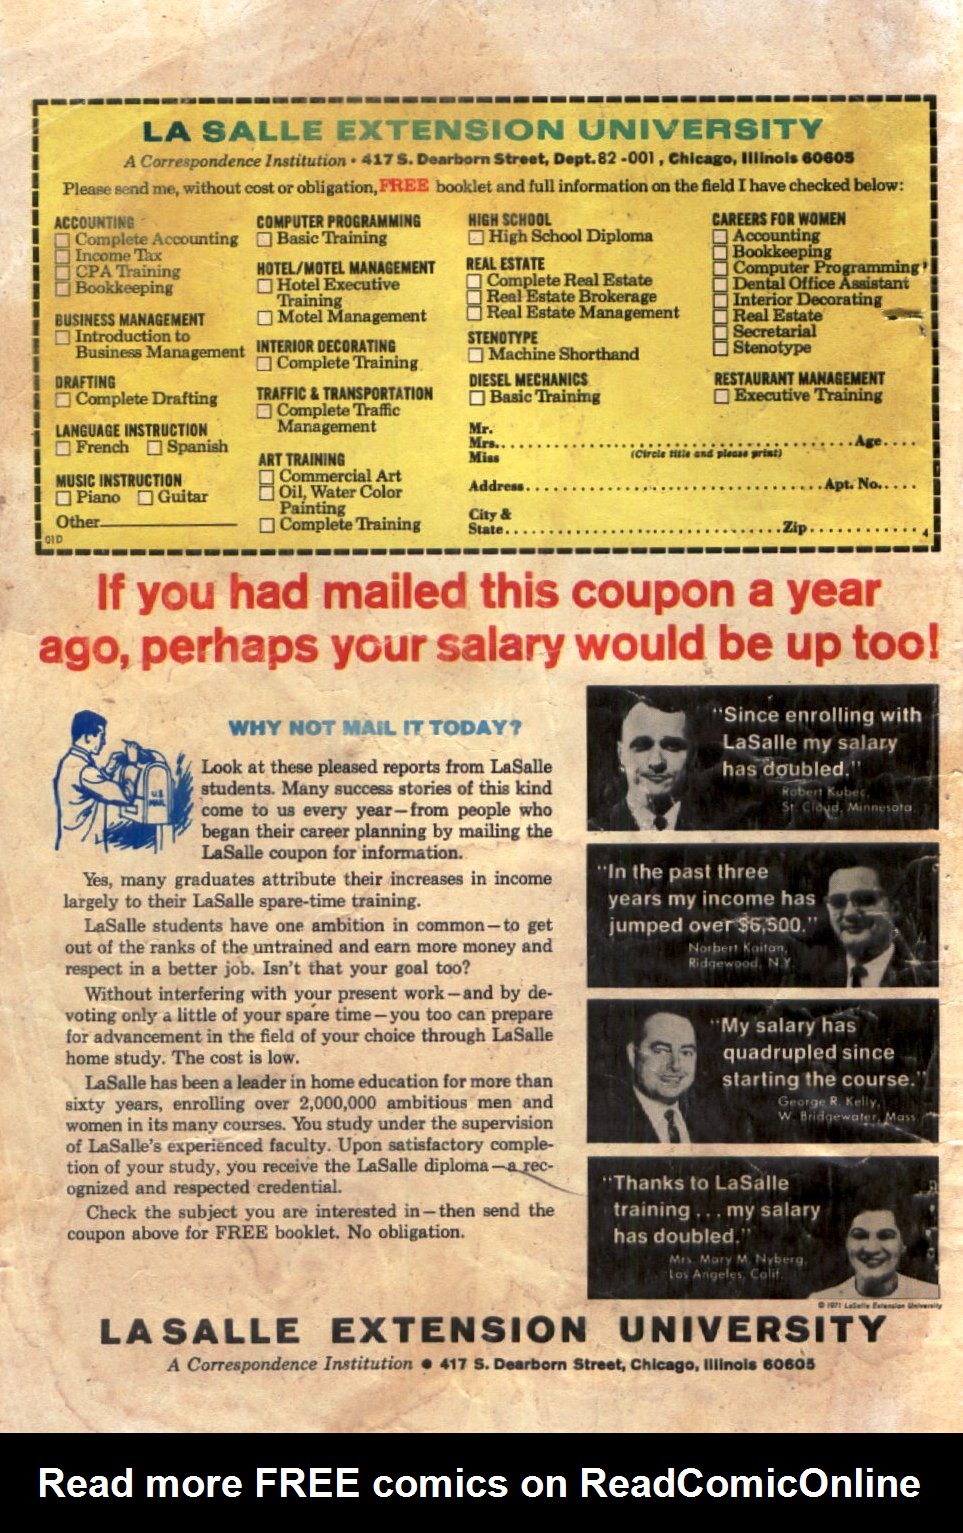 LA SALLE EXTENSION UNIVERSITY
A Correspondence Institution • 417 S. Dearborn Street, Dept. 82 -001 , Chicago, Illinois 60605
Please send me, without cost or obligation, FREE booklet and full information on the field I have checked below:
ACCOUNTING
Complete Accounting
Income Tax
CPA Training
Bookkeeping
BUSINESS MANAGEMENT
Introduction to
Business Management
DRAFTING
Complete Drafting
LANGUAGE INSTRUCTION
French Spanish
MUSIC INSTRUCTION
Piano Guitar
Other
01D
COMPUTER PROGRAMMING
Basic Training
HOTEL/MOTEL MANAGEMENT
Hotel Executive
Training
Motel Management
INTERIOR DECORATING
Complete Training
TRAFFIC & TRANSPORTATION
Complete Traffic
Management
ART TRAINING
Commercial Art
Oil, Water Color
Painting
Complete Training
HIGH SCHOOL
High School Diploma
REAL ESTATE
Complete Real Estate
Real Estate Brokerage
Real Estate Management
STENOTYPE
Machine Shorthand
DIESEL MECHANICS
Basic Training
CAREERS FOR WOMEN
Accounting
Bookkeeping
Computer Programming
Dental Office Assistant
Interior Decorating
Real Estate
Secretarial
Stenotype
RESTAURANT MANAGEMENT
Executive Training
Mr.
Mrs. Age
Miss (Circle title and please print)
Address Apt. No.
City &
State Zip 4
If you had mailed this coupon a year
ago, perhaps your salary would be up too!
WHY NOT MAIL IT TODAY?
U.S.
MAIL
Look at these pleased reports from LaSalle
students. Many success stories of this kind
come to us every year—from people who
began their career planning by mailing the
LaSalle coupon for information.
Yes, many graduates attribute their increases in income
largely to their LaSalle spare-time training.
LaSalle students have one ambition in common—to get
out of the ranks of the untrained and earn more money and
respect in a better job. Isn't that your goal too?
Without interfering with your present work—and by de-
voting only a little of your spare time—you too can prepare
for advancement in the field of your choice through LaSalle
home study. The cost is low.
LaSalle has been a leader in home education for more than
sixty years, enrolling over 2,000,000 ambitious men and
women in its many courses. You study under the supervision
of LaSalle's experienced faculty. Upon satisfactory comple-
tion of your study, you receive the LaSalle diploma—a rec-
ognized and respected credential.
Check the subject you are interested in—then send the
coupon above for FREE booklet. No obligation.
"Since enrolling with
LaSalle my salary
has doubled."
Robert Kubec,
St. Cloud, Minnesota
"In the past three
years my income has
jumped over $6,500."
Norbert Kaitan,
Ridgewood, N.Y.
"My salary has
quadrupled since
starting the course."
George R. Kelly,
W. Bridgewater, Mass.
"Thanks to LaSalle
training . . . my salary
has doubled."
Mrs. Mary M. Nyberg,
Los Angeles, Calif.
© 1971 LaSalle Extension University
LA SALLE EXTENSION UNIVERSITY
A Correspondence Institution • 417 S. Dearborn Street, Chicago, Illinois 60605
Read more FREE comics on ReadComicOnline